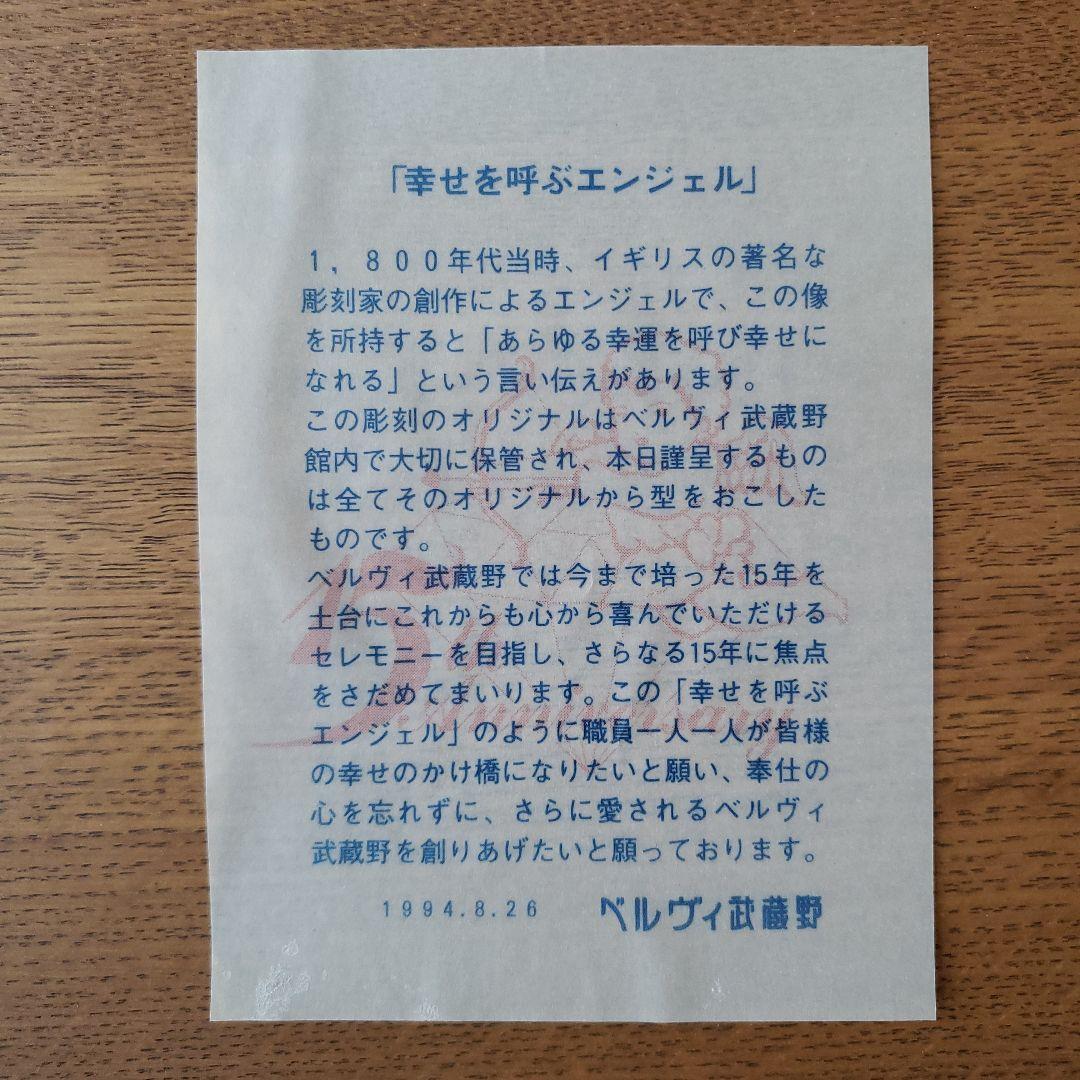 「幸せを呼ぶエンジェル」
1，800年代当時、イギリスの著名な
彫刻家の創作によるエンジェルで、この像
を所持すると「あらゆる幸運を呼び幸せに
なれる」という言い伝えがあります。
この彫刻のオリジナルはベルヴィ武蔵野
館内で大切に保管され、本日謹呈するもの
は全てそのオリジナルから型をおこした
ものです。
ベルヴィ武蔵野では今まで培った15年を
土台にこれからも心から喜んでいただける
セレモニーを目指し、さらなる15年に焦点
をさだめてまいります。この「幸せを呼ぶ
エンジェル」のように職員一人一人が皆様
の幸せのかけ橋になりたいと願い、奉仕の
心を忘れずに、さらに愛されるベルヴィ
武蔵野を創りあげたいと願っております。
1994.8.26 ベルヴィ武蔵野
15th
Anniversary